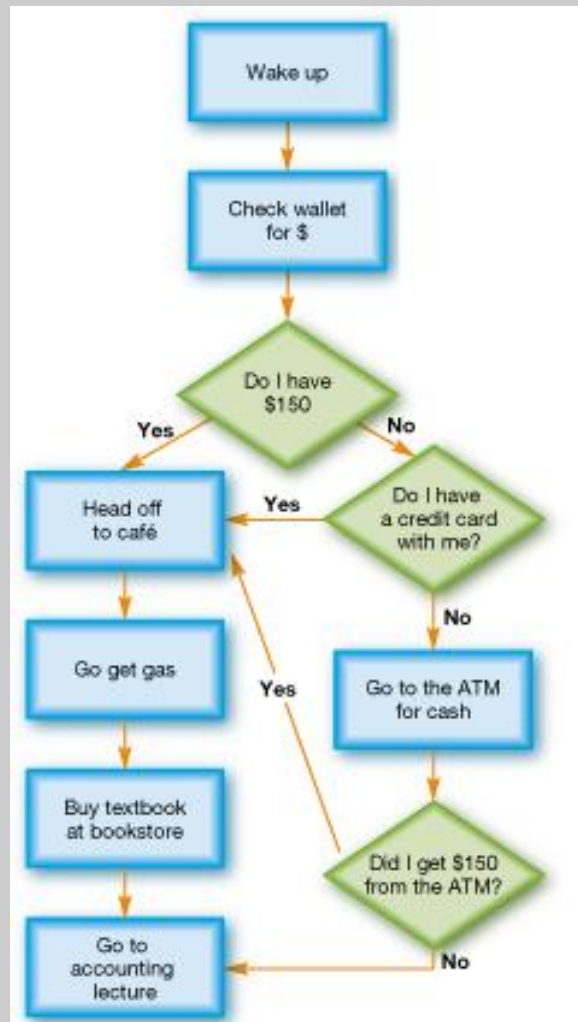 Wake up
Check wallet
for $
Do I have
$150
Yes
No
Head off
to café
Yes
Do I have
a credit card
with me?
No
Go get gas
Yes
Go to the ATM
for cash
Buy textbook
at bookstore
Did I get $150
from the ATM?
Go to
accounting
lecture
No